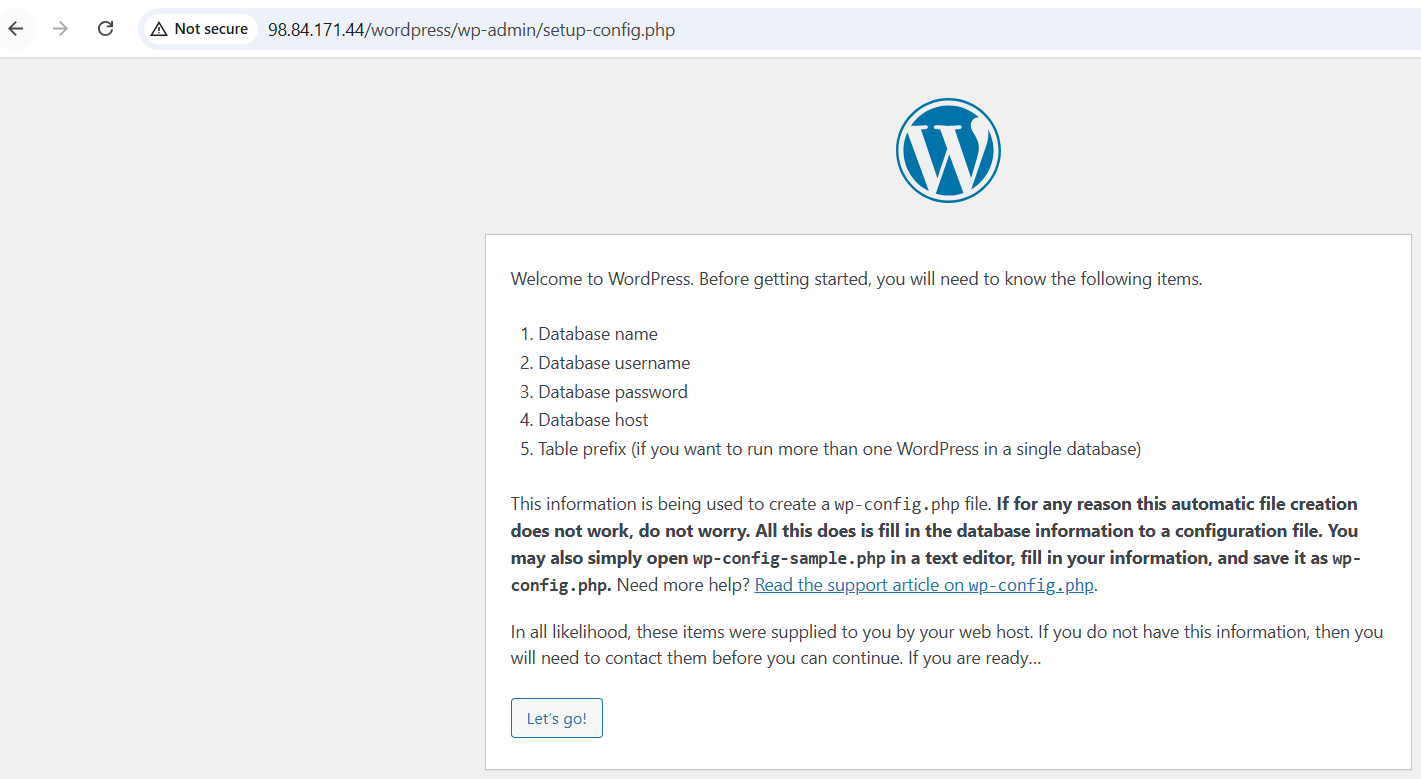 Not secure 98.84.171.44/wordpress/wp-admin/setup-config.php
Welcome to WordPress. Before getting started, you will need to know the following items.
1. Database name
2. Database username
3. Database password
4. Database host
5. Table prefix (if you want to run more than one WordPress in a single database)
This information is being used to create a wp-config.php file. If for any reason this automatic file creation
does not work, do not worry. All this does is fill in the database information to a configuration file. You
may also simply open wp-config-sample.php in a text editor, fill in your information, and save it as wp-
config.php. Need more help? Read the support article on wp-config.php.
In all likelihood, these items were supplied to you by your web host. If you do not have this information, then you
will need to contact them before you can continue. If you are ready…
Let’s go!